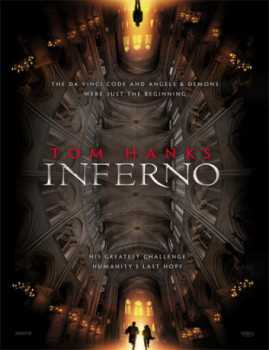 THE DA VINCI CODE AND ANGELS & DEMONS
WERE JUST THE BEGINNING
TOM HANKS
INFERNO
HIS GREATEST CHALLENGE
HUMANITY'S LAST HOPE